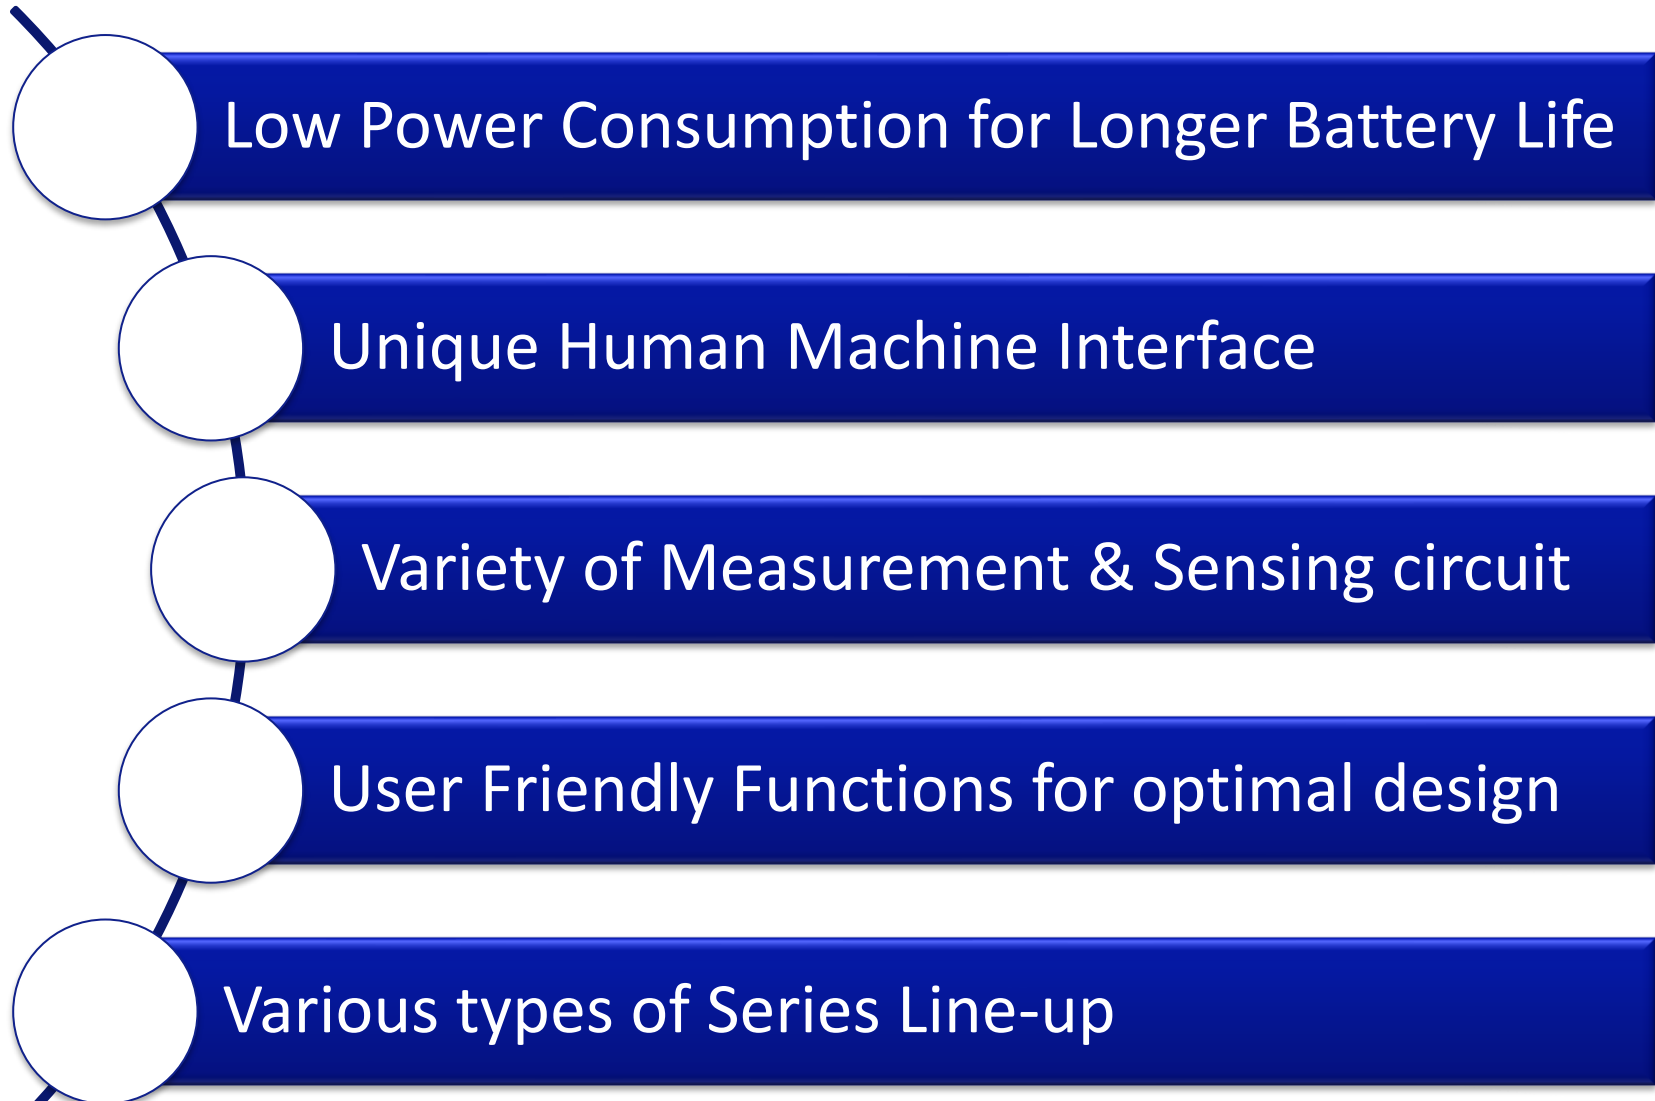 Low Power Consumption for Longer Battery Life
Unique Human Machine Interface
Variety of Measurement & Sensing circuit
User Friendly Functions for optimal design
Various types of Series Line-up